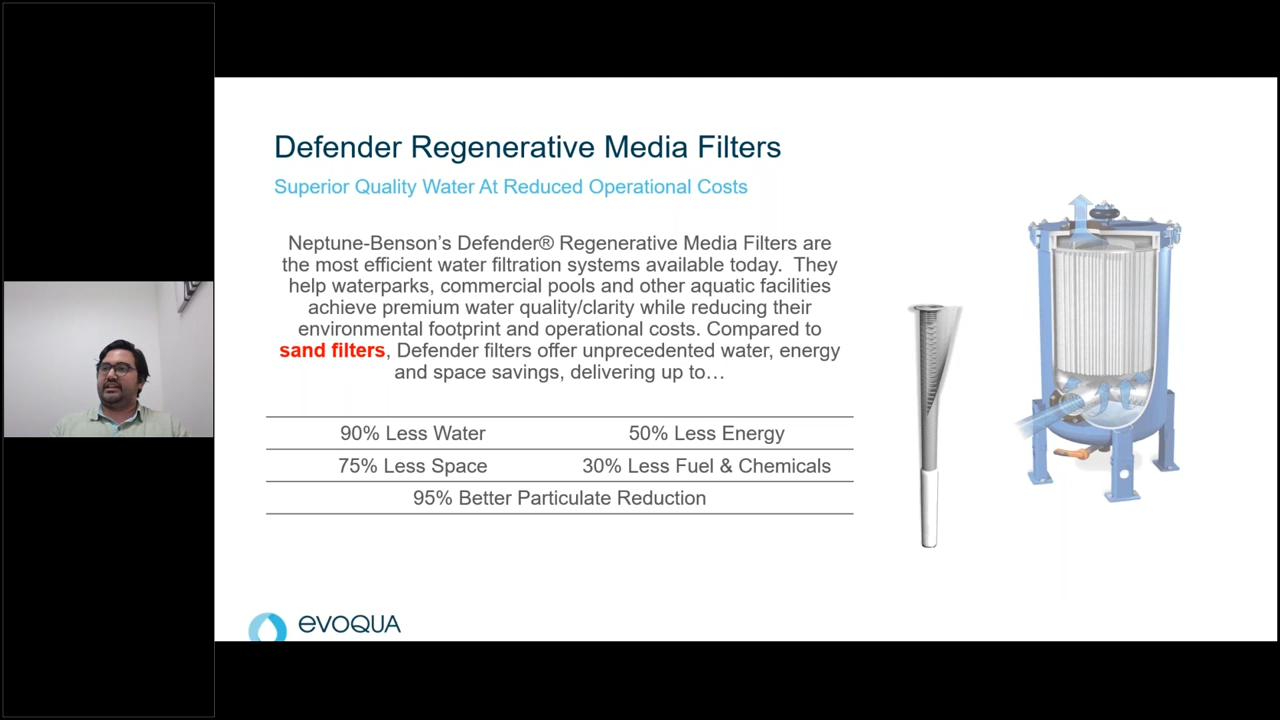 Defender Regenerative Media Filters
Superior Quality Water At Reduced Operational Costs
Neptune-Benson’s Defender® Regenerative Media Filters are
the most efficient water filtration systems available today. They
help waterparks, commercial pools and other aquatic facilities
achieve premium water quality/clarity while reducing their
environmental footprint and operational costs. Compared to
sand filters, Defender filters offer unprecedented water, energy
and space savings, delivering up to…
90% Less Water 50% Less Energy
75% Less Space 30% Less Fuel & Chemicals
95% Better Particulate Reduction
evoqua